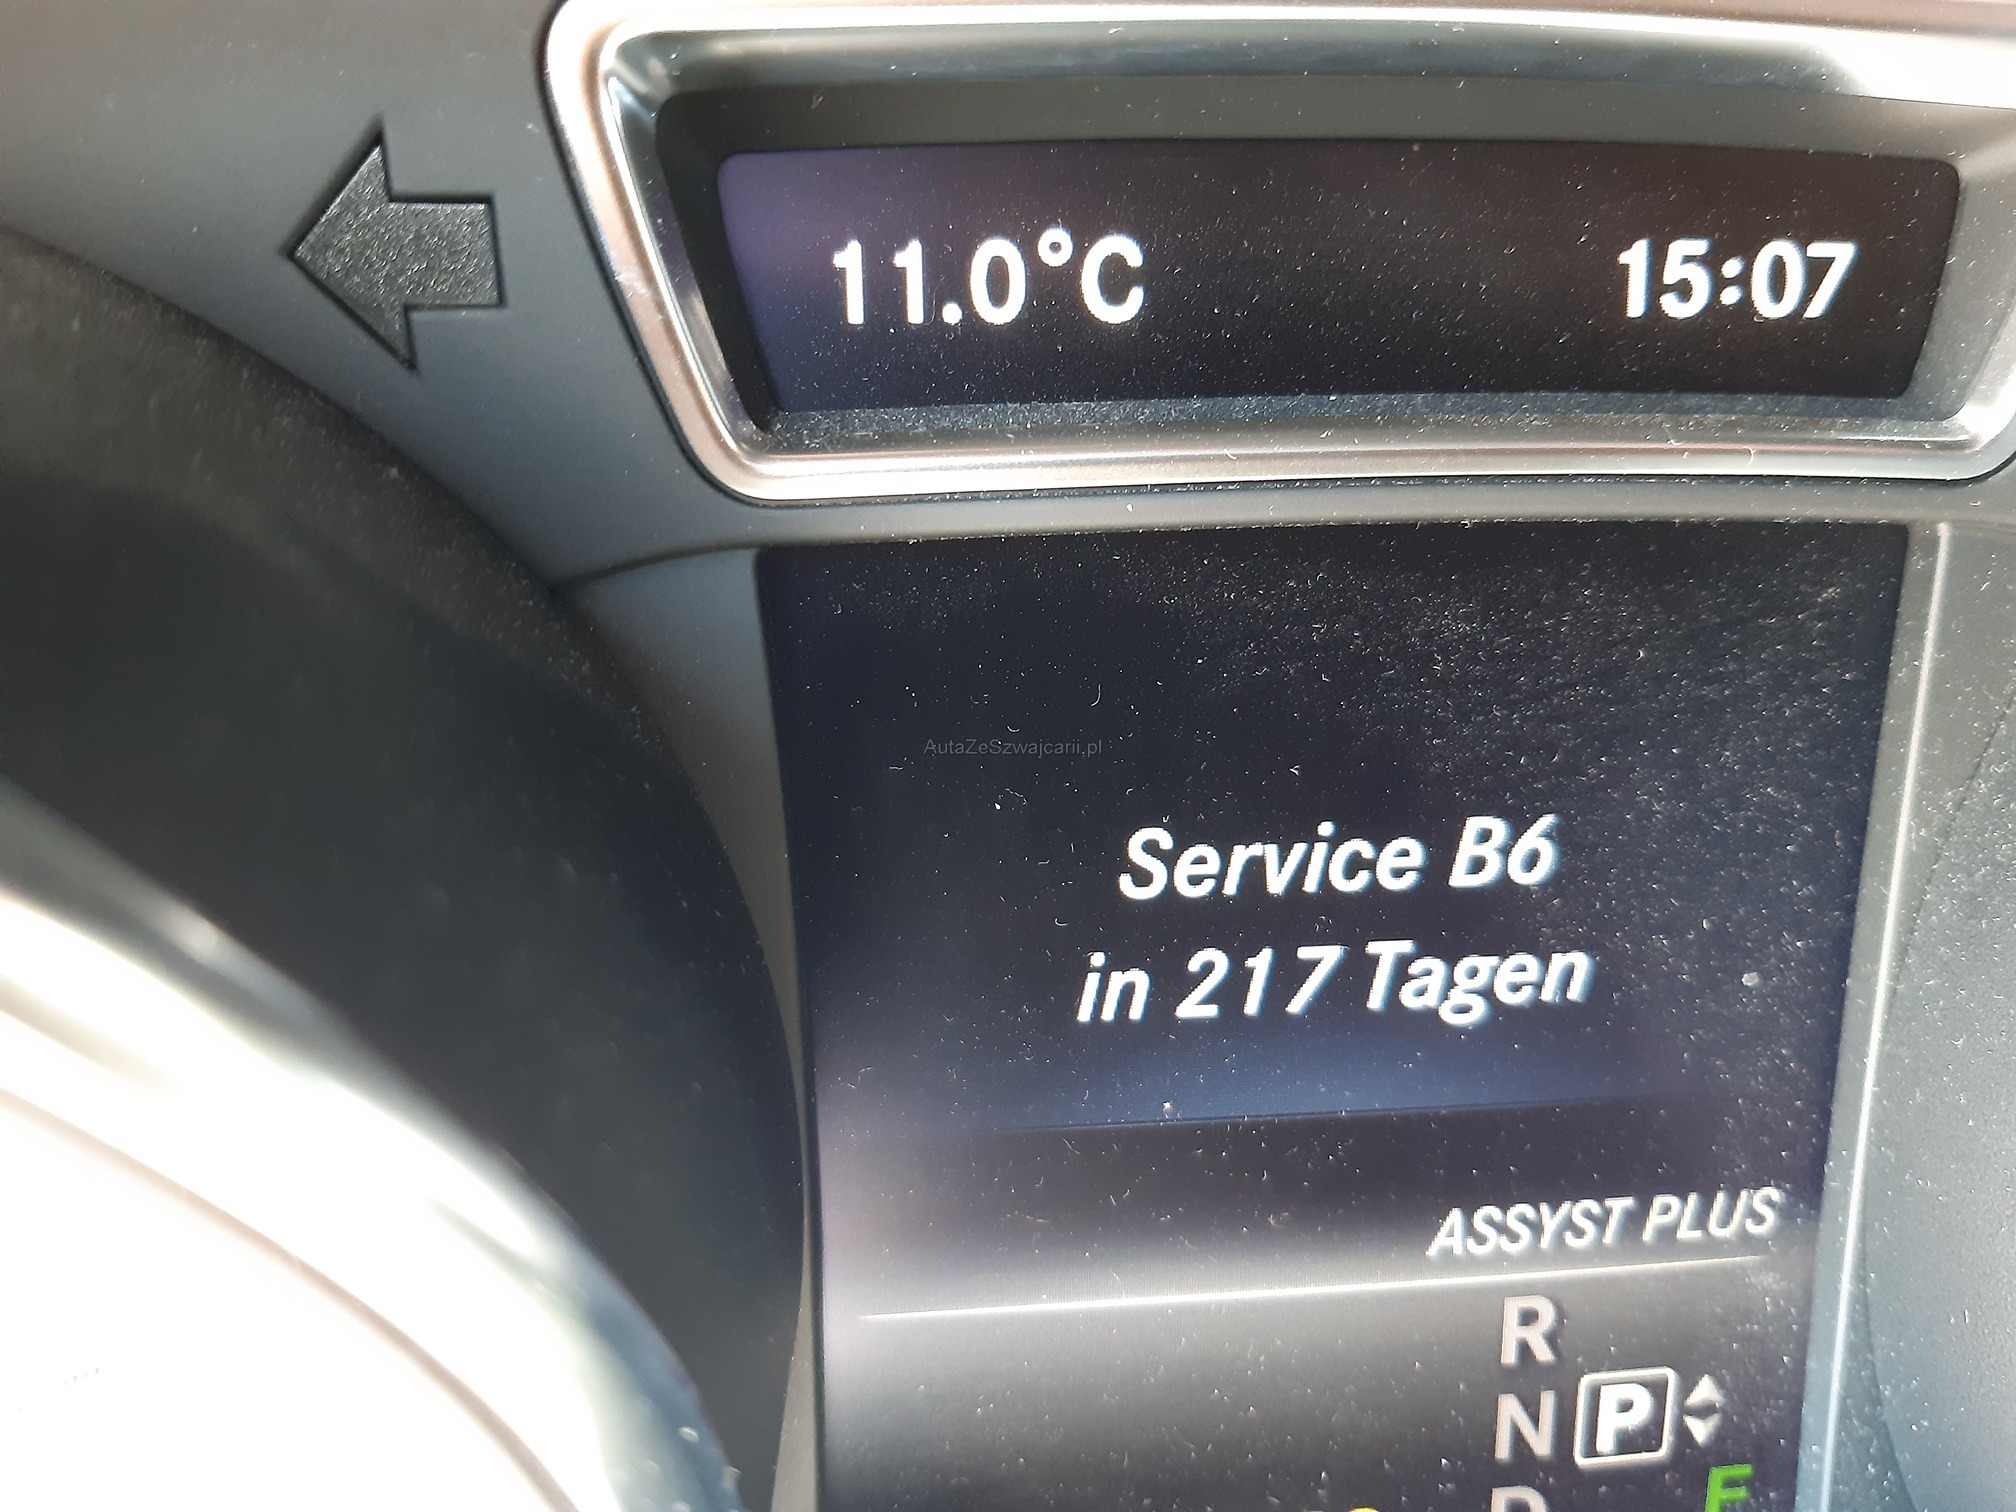 11.0°C 15:07
AutaZeSzwajcarii.pl
Service B6
in 217 Tagen
ASSYST PLUS
R
N P
D E